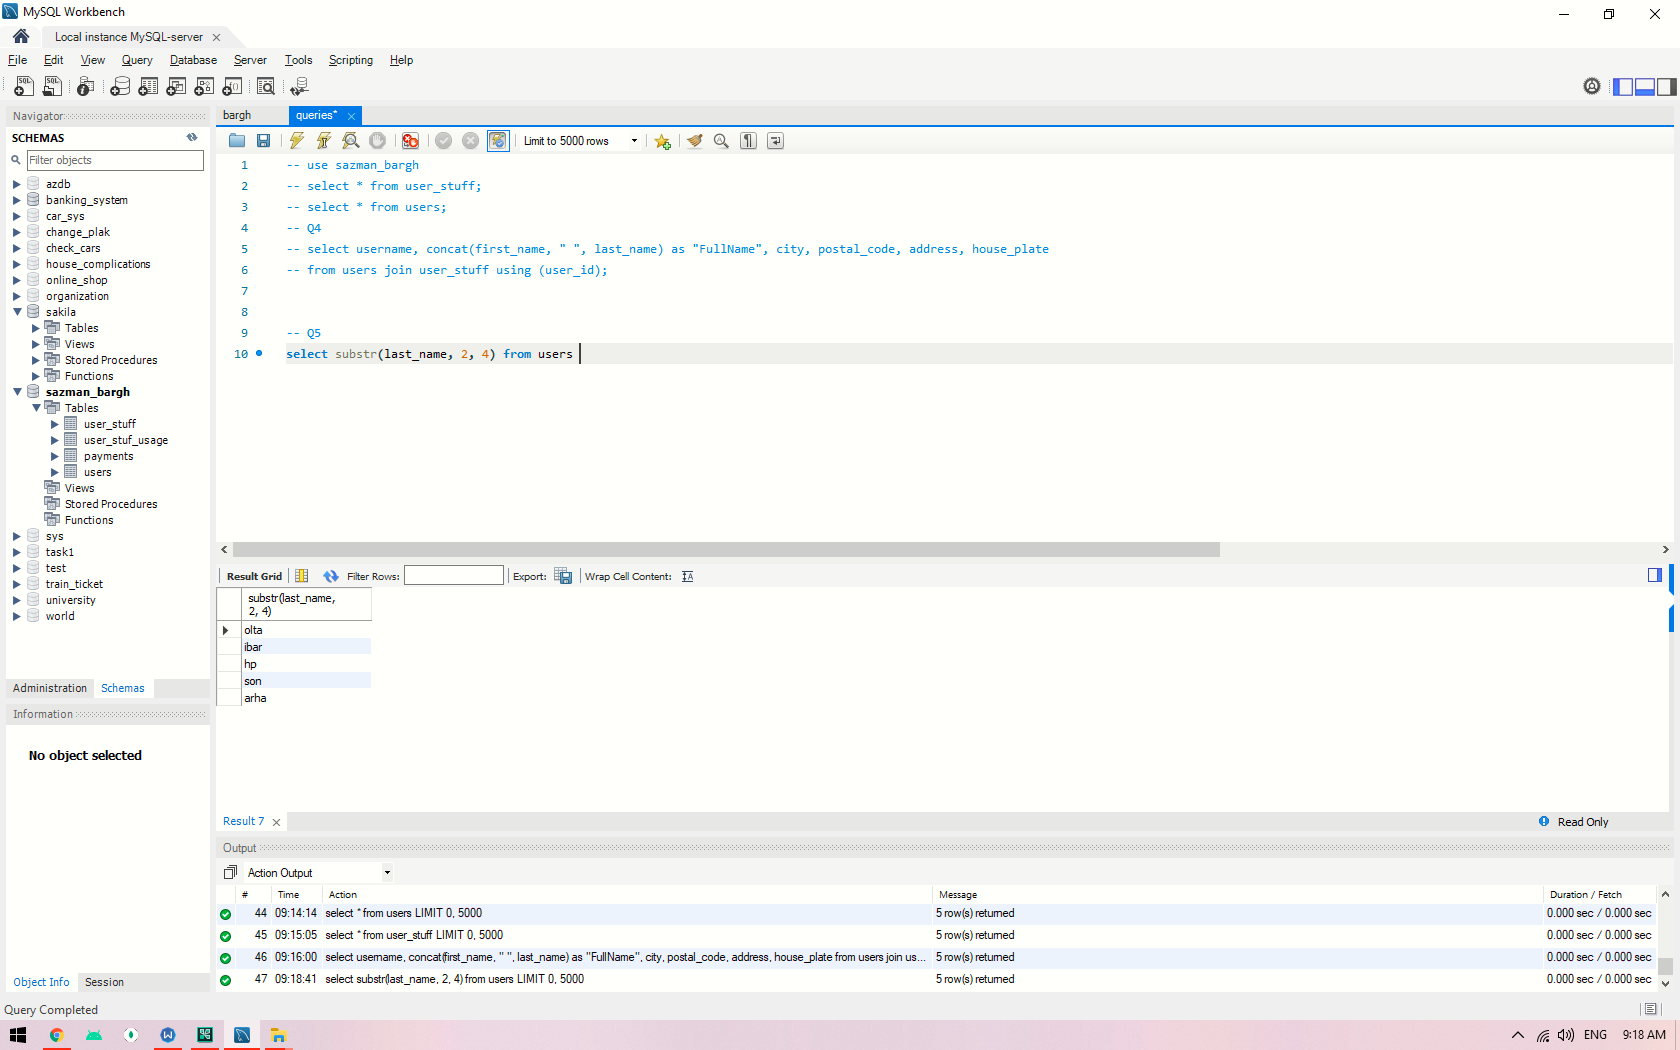 MySQL Workbench
Local instance MySQL-server
File Edit View Query Database Server Tools Scripting Help
Navigator
SCHEMAS
Filter objects
azdb
banking_system
car_sys
change_plak
check_cars
house_complications
online_shop
organization
sakila
Tables
Views
Stored Procedures
Functions
sazman_bargh
Tables
user_stuff
user_stuf_usage
payments
users
Views
Stored Procedures
Functions
sys
task1
test
train_ticket
university
world
Administration Schemas
Information
No object selected
Object Info Session
bargh queries*
Limit to 5000 rows
1 -- use sazman_bargh
2 -- select * from user_stuff;
3 -- select * from users;
4 -- Q4
5 -- select username, concat(first_name, " ", last_name) as "FullName", city, postal_code, address, house_plate
6 -- from users join user_stuff using (user_id);
7
8
9 -- Q5
10 select substr(last_name, 2, 4) from users
Result Grid Filter Rows: Export: Wrap Cell Content:
substr(last_name,
2, 4)
olta
ibar
hp
son
arha
Result 7 Read Only
Output
Action Output
# Time Action Message Duration / Fetch
44 09:14:14 select * from users LIMIT 0, 5000 5 row(s) returned 0.000 sec / 0.000 sec
45 09:15:05 select * from user_stuff LIMIT 0, 5000 5 row(s) returned 0.000 sec / 0.000 sec
46 09:16:00 select username, concat(first_name, " ", last_name) as "FullName", city, postal_code, address, house_plate from users join us... 5 row(s) returned 0.000 sec / 0.000 sec
47 09:18:41 select substr(last_name, 2, 4) from users LIMIT 0, 5000 5 row(s) returned 0.000 sec / 0.000 sec
Query Completed
ENG 9:18 AM